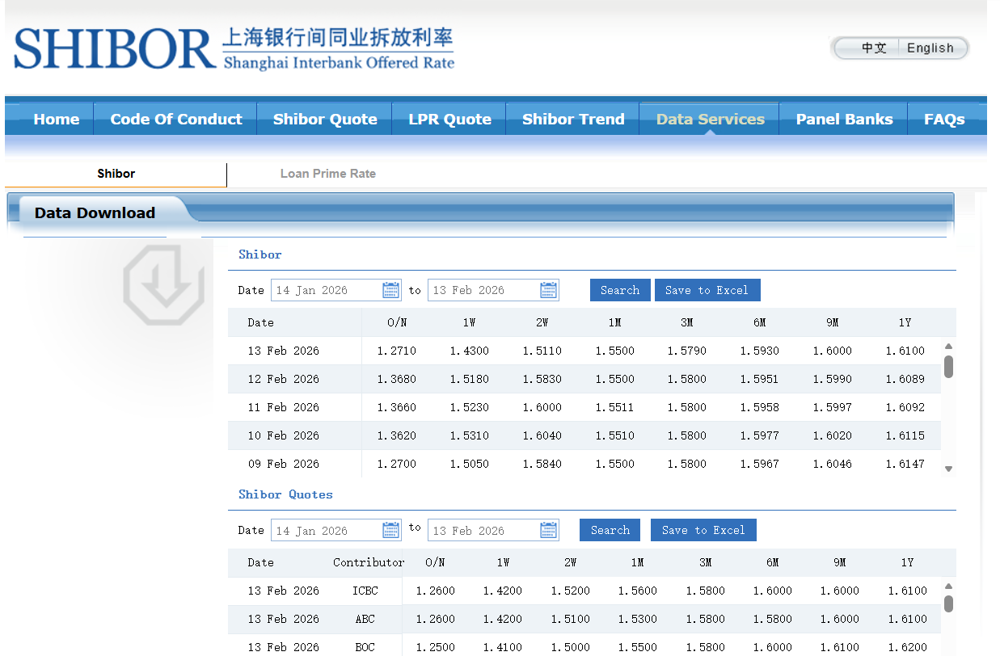 SHIBOR 上海银行间同业拆放利率
Shanghai Interbank Offered Rate
中文 English
Home Code Of Conduct Shibor Quote LPR Quote Shibor Trend Data Services Panel Banks FAQs
Shibor Loan Prime Rate
Data Download
Shibor
Date 14 Jan 2026 to 13 Feb 2026 Search Save to Excel
Date O/N 1W 2W 1M 3M 6M 9M 1Y
13 Feb 2026 1.2710 1.4300 1.5110 1.5500 1.5790 1.5930 1.6000 1.6100
12 Feb 2026 1.3680 1.5180 1.5830 1.5500 1.5800 1.5951 1.5990 1.6089
11 Feb 2026 1.3660 1.5230 1.6000 1.5511 1.5800 1.5958 1.5997 1.6092
10 Feb 2026 1.3620 1.5310 1.6040 1.5510 1.5800 1.5977 1.6020 1.6115
09 Feb 2026 1.2700 1.5050 1.5840 1.5500 1.5800 1.5967 1.6046 1.6147
Shibor Quotes
Date 14 Jan 2026 to 13 Feb 2026 Search Save to Excel
Date Contributor O/N 1W 2W 1M 3M 6M 9M 1Y
13 Feb 2026 ICBC 1.2600 1.4200 1.5200 1.5600 1.5800 1.6000 1.6000 1.6100
13 Feb 2026 ABC 1.2600 1.4200 1.5100 1.5300 1.5800 1.5800 1.6000 1.6100
13 Feb 2026 BOC 1.2500 1.4100 1.5000 1.5500 1.5800 1.6000 1.6100 1.6200